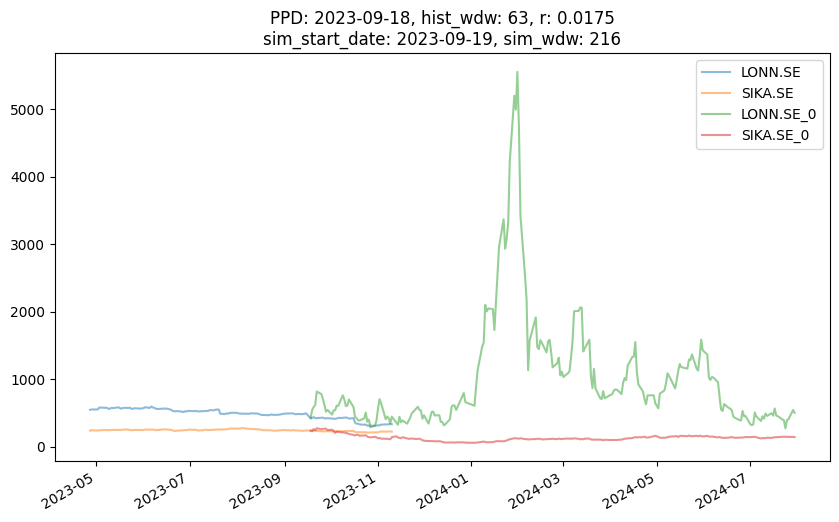 PPD: 2023-09-18, hist_wdw: 63, r: 0.0175
sim_start_date: 2023-09-19, sim_wdw: 216
LONN.SE
SIKA.SE
LONN.SE_0
SIKA.SE_0
5000
4000
3000
2000
1000
0
2023-05
2023-07
2023-09
2023-11
2024-01
2024-03
2024-05
2024-07